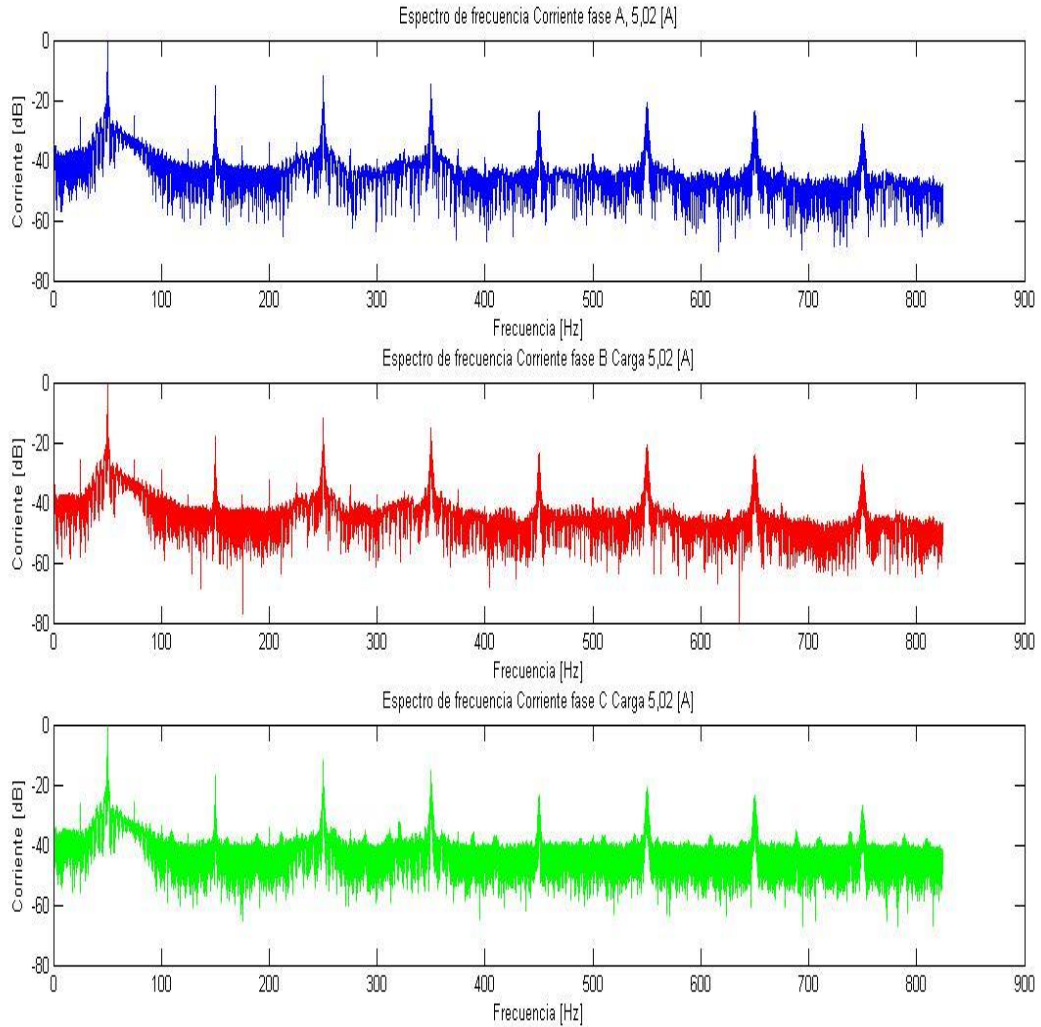 Espectro de frecuencia Corriente fase A, 5,02 [A]
Corriente [dB]
0
-20
-40
-60
-80
0 100 200 300 400 500 600 700 800 900
Frecuencia [Hz]
Espectro de frecuencia Corriente fase B Carga 5,02 [A]
Corriente [dB]
0
-20
-40
-60
-80
0 100 200 300 400 500 600 700 800 900
Frecuencia [Hz]
Espectro de frecuencia Corriente fase C Carga 5,02 [A]
Corriente [dB]
0
-20
-40
-60
-80
0 100 200 300 400 500 600 700 800 900
Frecuencia [Hz]